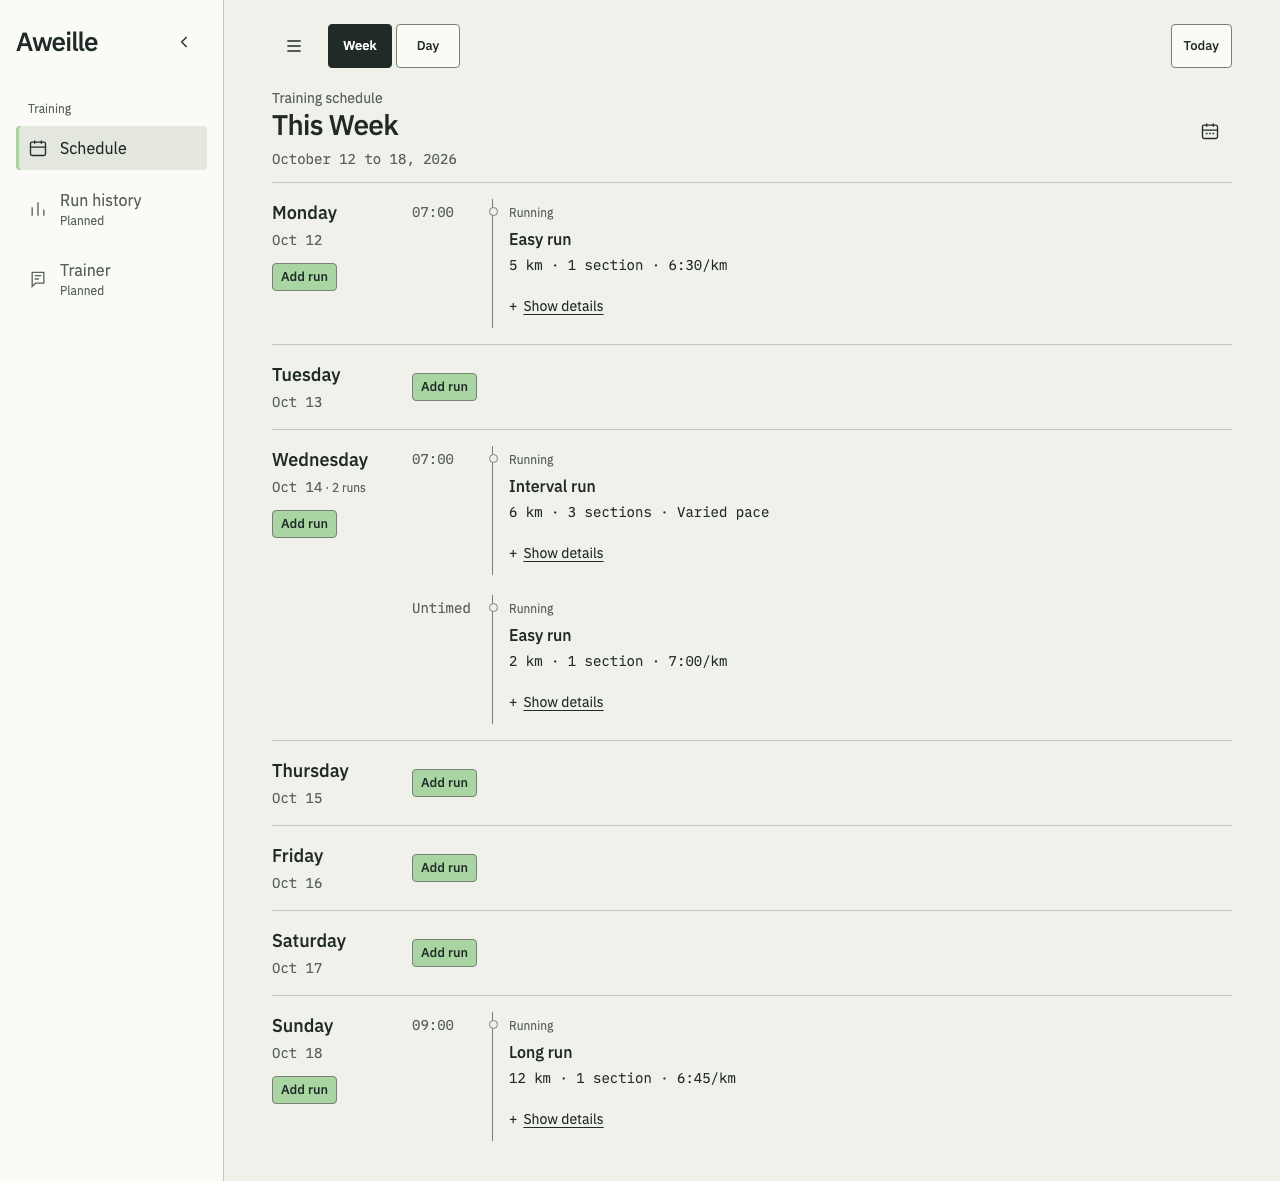 Aweille
Training
Schedule
Run history
Planned
Trainer
Planned
Week
Day
Today
Training schedule
This Week
October 12 to 18, 2026
Monday
Oct 12
Add run
07:00
Running
Easy run
5 km · 1 section · 6:30/km
+ Show details
Tuesday
Oct 13
Add run
Wednesday
Oct 14 · 2 runs
Add run
07:00
Running
Interval run
6 km · 3 sections · Varied pace
+ Show details
Untimed
Running
Easy run
2 km · 1 section · 7:00/km
+ Show details
Thursday
Oct 15
Add run
Friday
Oct 16
Add run
Saturday
Oct 17
Add run
Sunday
Oct 18
Add run
09:00
Running
Long run
12 km · 1 section · 6:45/km
+ Show details